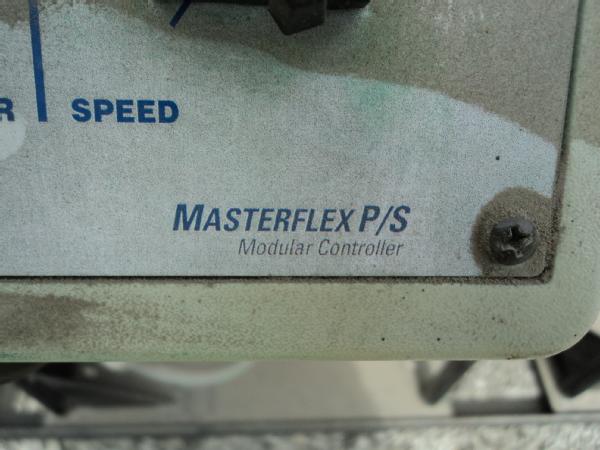 R SPEED
MASTERFLEX P/S
Modular Controller